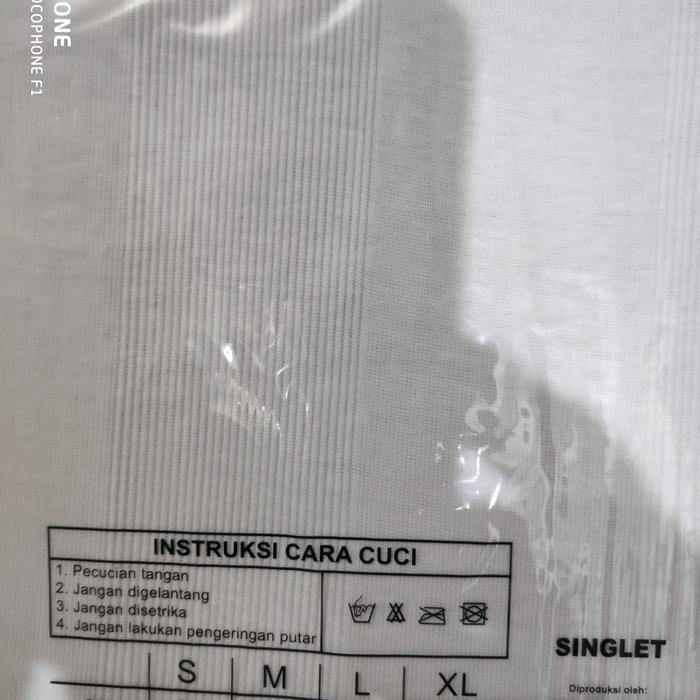 ONE
OCOPHONE F1
INSTRUKSI CARA CUCI
1. Pecucian tangan
2. Jangan digelantang
3. Jangan disetrika
4. Jangan lakukan pengeringan putar
SINGLET
S M L XL
Diproduksi oleh: